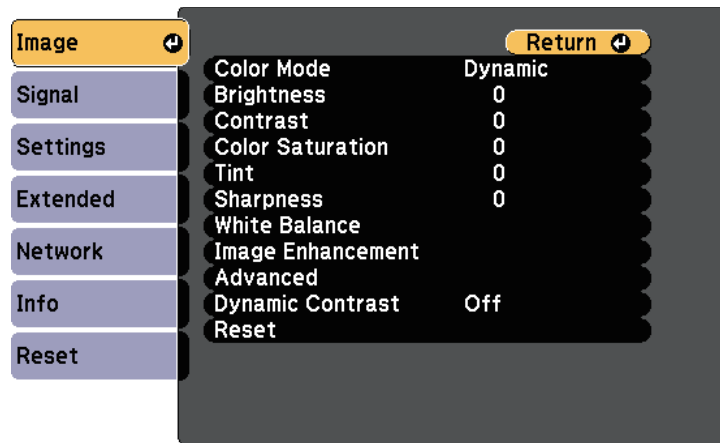 Image
Signal
Settings
Extended
Network
Info
Reset
Return
Color Mode Dynamic
Brightness 0
Contrast 0
Color Saturation 0
Tint 0
Sharpness 0
White Balance
Image Enhancement
Advanced
Dynamic Contrast Off
Reset